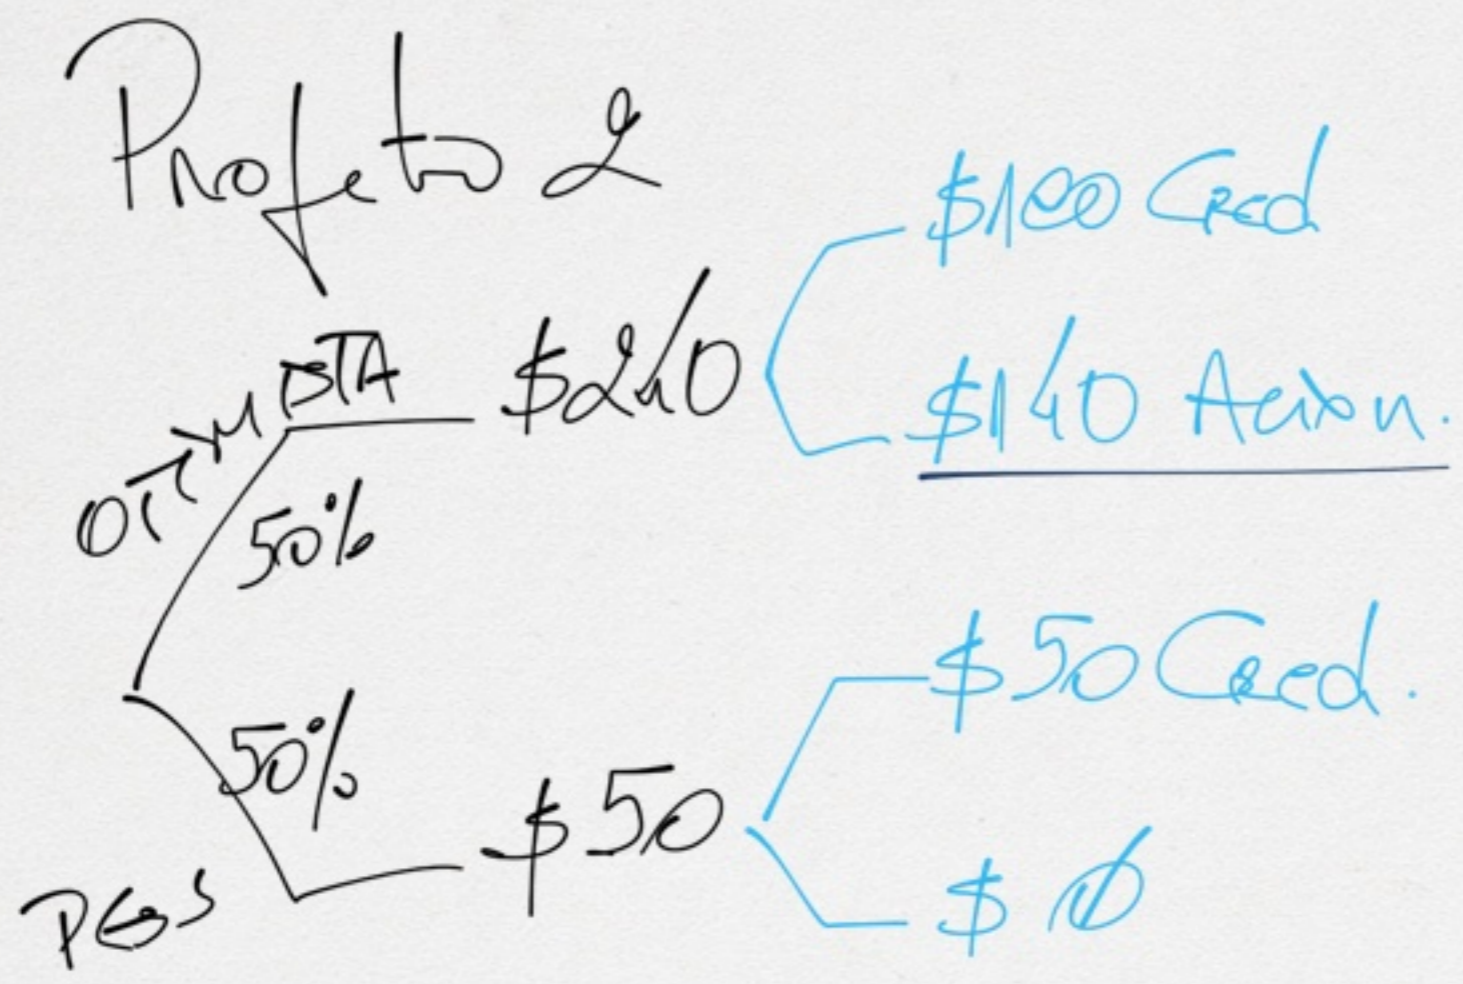 Projeto 2
$100 Cred
OTIMISTA $240
$140 Acion.
50%
$50 Cred.
50%
$50
PESS
$0